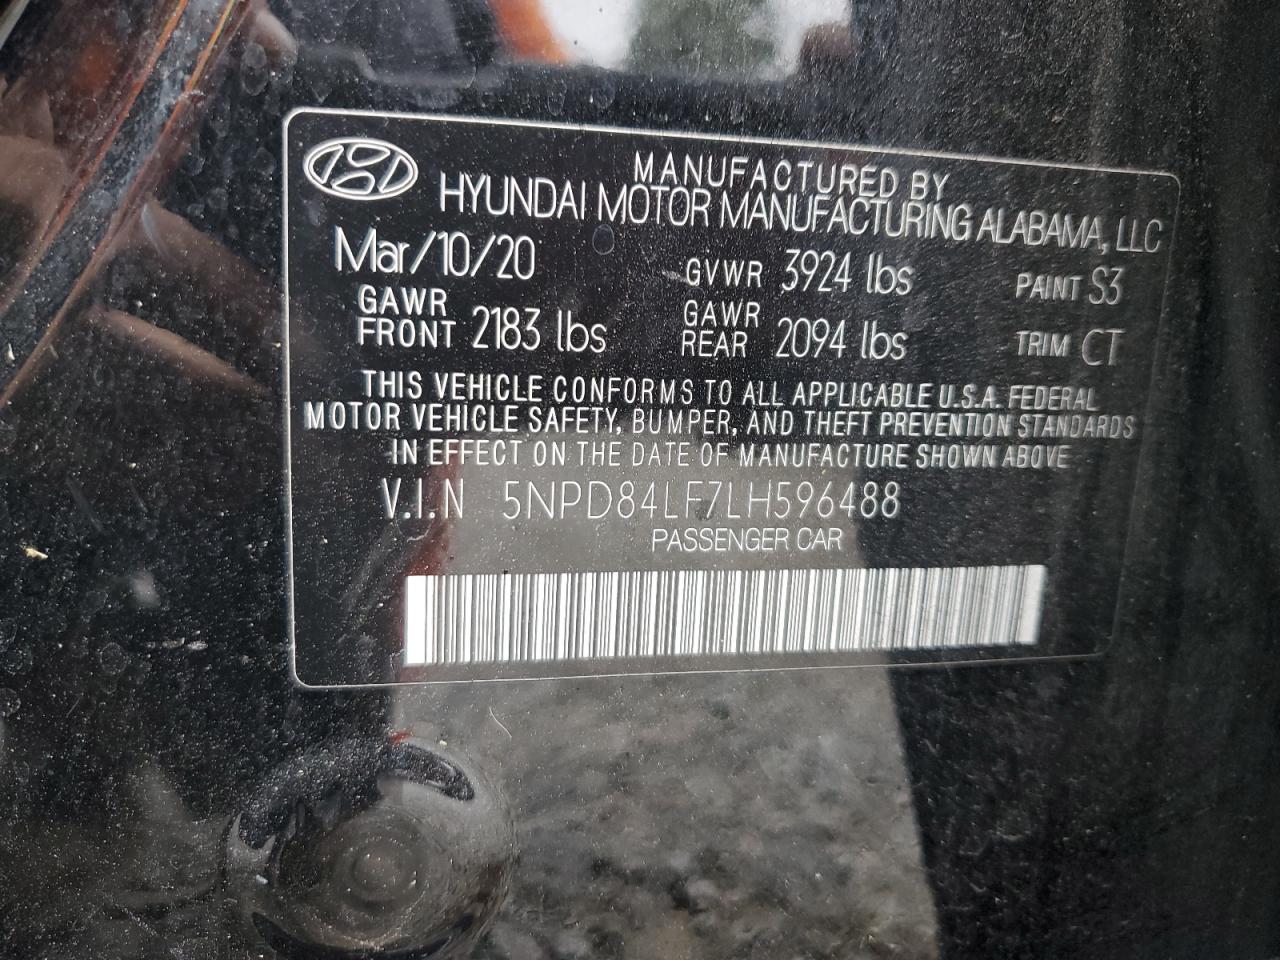 MANUFACTURED BY
HYUNDAI MOTOR MANUFACTURING ALABAMA, LLC
Mar/10/20 GVWR 3924 lbs PAINT S3
GAWR FRONT 2183 lbs GAWR REAR 2094 lbs TRIM CT
THIS VEHICLE CONFORMS TO ALL APPLICABLE U.S.A. FEDERAL
MOTOR VEHICLE SAFETY, BUMPER, AND THEFT PREVENTION STANDARDS
IN EFFECT ON THE DATE OF MANUFACTURE SHOWN ABOVE
V.I.N 5NPD84LF7LH596488
PASSENGER CAR